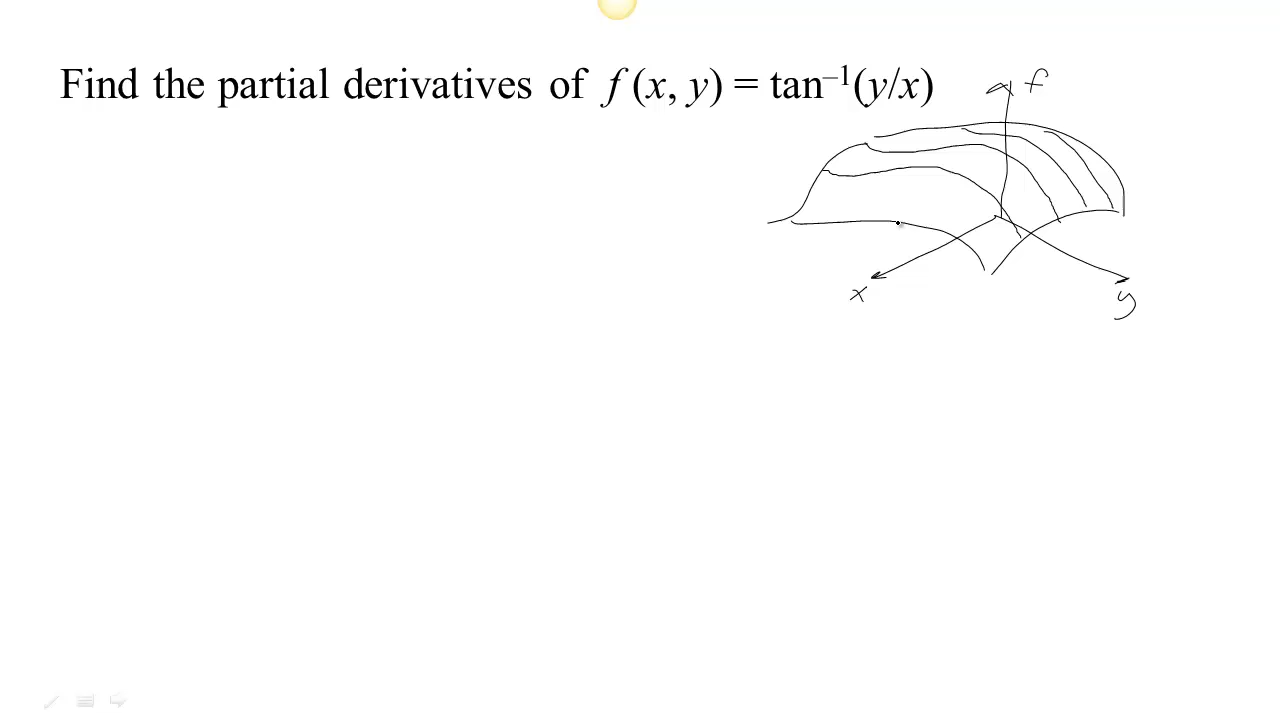 Find the partial derivatives of f (x, y) = tan⁻¹(y/x)
f
x
y